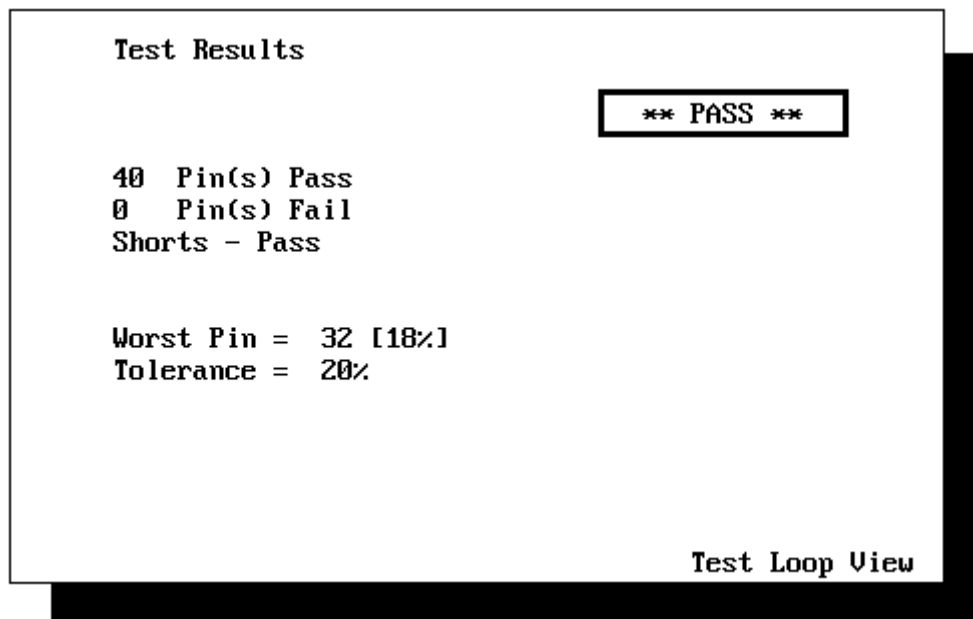 Test Results
** PASS **
40 Pin(s) Pass
0 Pin(s) Fail
Shorts - Pass
Worst Pin = 32 [18%]
Tolerance = 20%
Test Loop View